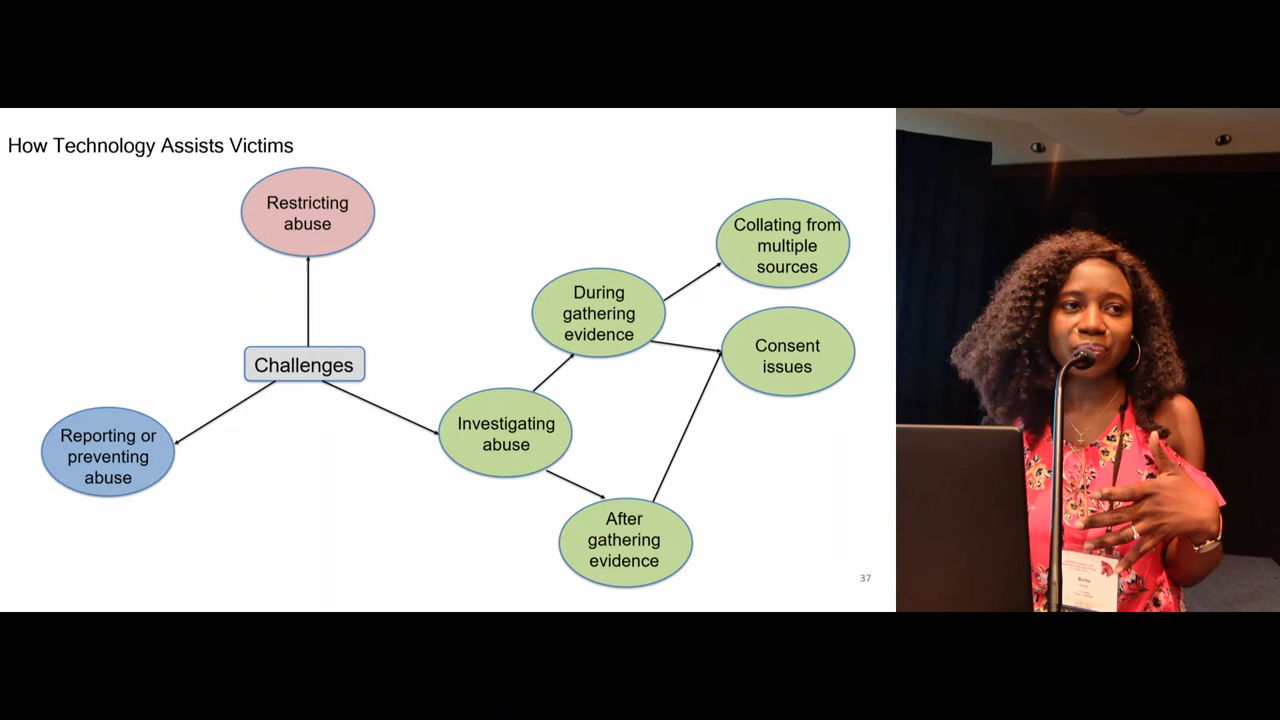 How Technology Assists Victims
Restricting
abuse
Collating from
multiple
sources
During
gathering
evidence
Consent
issues
Challenges
Investigating
abuse
Reporting or
preventing
abuse
After
gathering
evidence
37